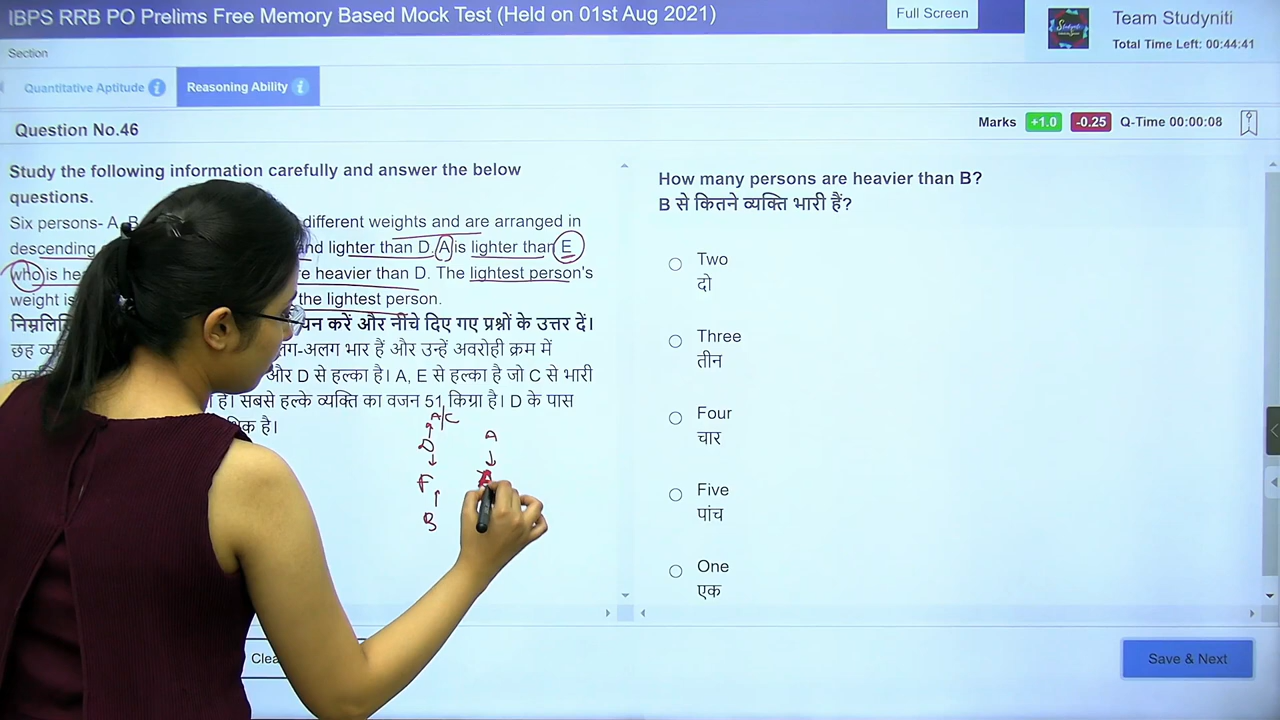 IBPS RRB PO Prelims Free Memory Based Mock Test (Held on 01st Aug 2021)
Full Screen
Studyniti
Team Studyniti
Total Time Left: 00:44:41
Section
Quantitative Aptitude i
Reasoning Ability i
Question No.46
Marks +1.0 -0.25 Q-Time 00:00:08
Study the following information carefully and answer the below
questions.
Six persons- A, B different weights and are arranged in
descending and lighter than D. A is lighter than E
who is heavier than D. The lightest person's
weight is the lightest person.
चयन करें और नींचे दिए गए प्रश्नों के उत्तर दें।
छह अलग-अलग भार हैं और उन्हें अवरोही क्रम में
और D से हल्का है। A, E से हल्का है जो C से भारी
है। सबसे हल्के व्यक्ति का वजन 51 किग्रा है। D के पास
है।
A/C
D
F
B
A
How many persons are heavier than B?
B से कितने व्यक्ति भारी हैं?
Two
दो
Three
तीन
Four
चार
Five
पांच
One
एक
Save & Next